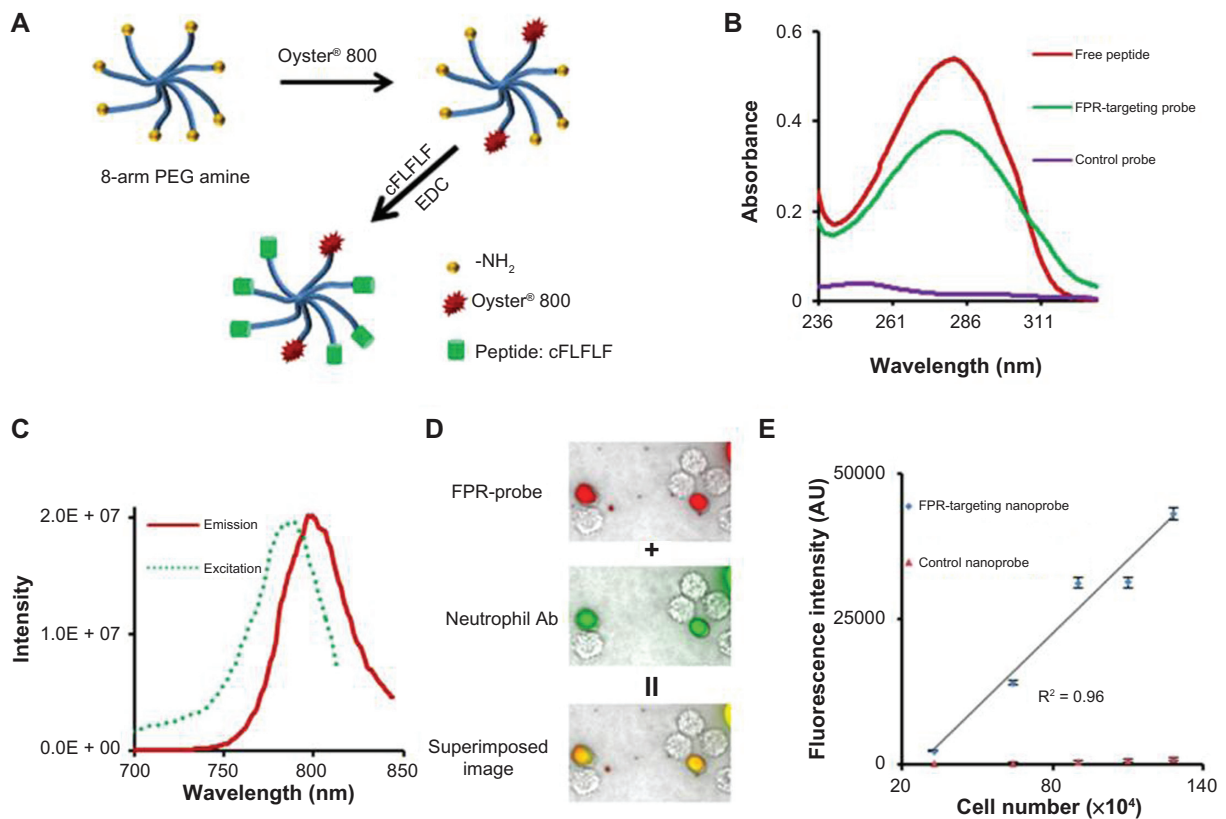 A
Oyster® 800
8-arm PEG amine
cFLFLF
EDC
-NH2
Oyster® 800
Peptide: cFLFLF
B
0.6
0.4
0.2
0
Absorbance
236
261
286
311
Wavelength (nm)
Free peptide
FPR-targeting probe
Control probe
C
2.0E + 07
1.0E + 07
0.0E + 00
Intensity
Emission
Excitation
700
750
800
850
Wavelength (nm)
D
FPR-probe
+
Neutrophil Ab
=
Superimposed
image
E
50000
25000
0
Fluorescence intensity (AU)
FPR-targeting nanoprobe
Control nanoprobe
R² = 0.96
20
80
140
Cell number (×10⁴)